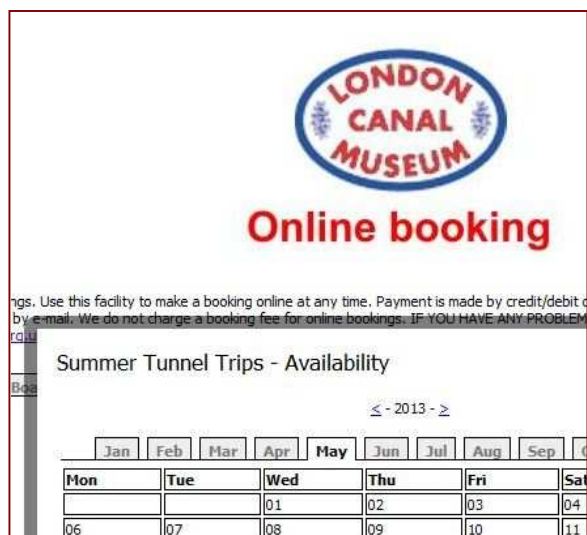 LONDON
CANAL
MUSEUM
Online booking
ngs. Use this facility to make a booking online at any time. Payment is made by credit/debit
by e-mail. We do not charge a booking fee for online bookings. IF YOU HAVE ANY PROBLEM
rg.u
Boa
Summer Tunnel Trips - Availability
< - 2013 - >
Jan Feb Mar Apr May Jun Jul Aug Sep
Mon Tue Wed Thu Fri Sat
01 02 03 04
06 07 08 09 10 11